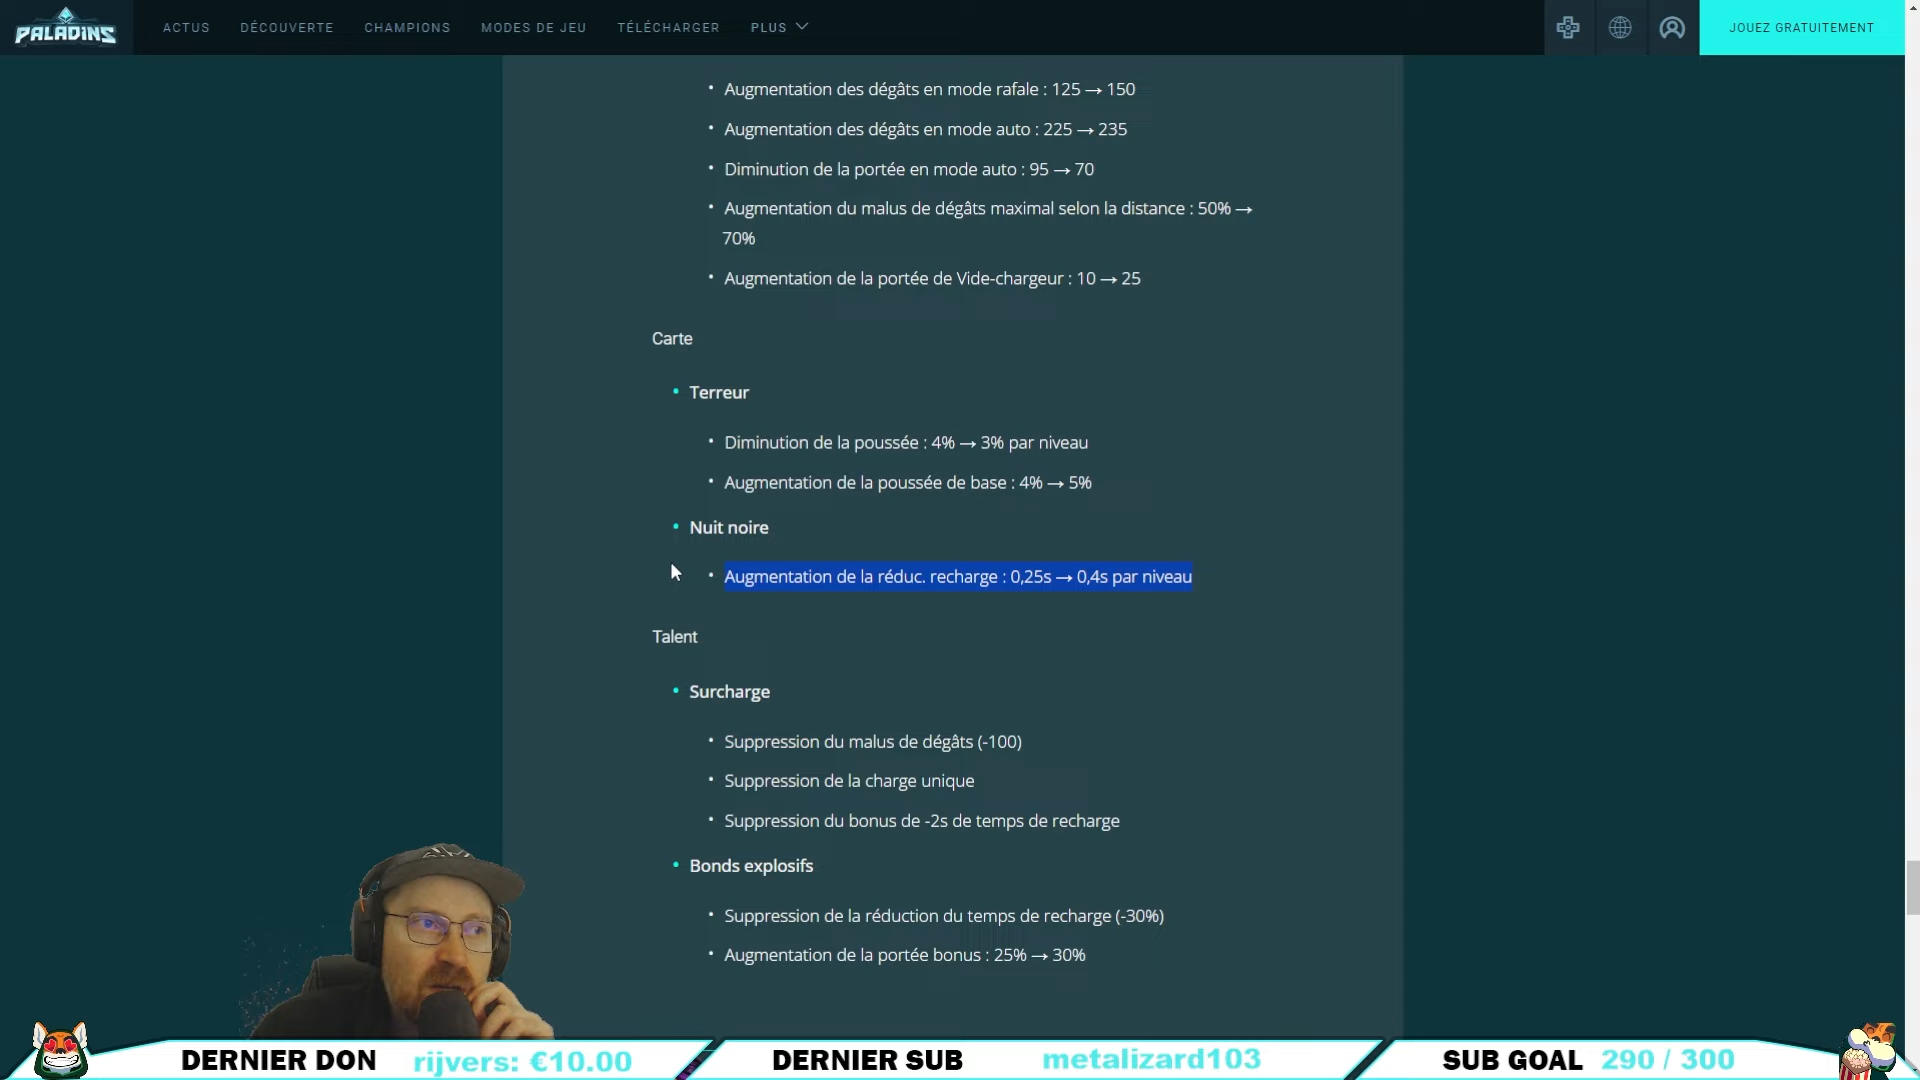 PALADINS
ACTUS
DÉCOUVERTE
CHAMPIONS
MODES DE JEU
TÉLÉCHARGER
PLUS
JOUEZ GRATUITEMENT
• Augmentation des dégâts en mode rafale : 125 → 150
• Augmentation des dégâts en mode auto : 225 → 235
• Diminution de la portée en mode auto : 95 → 70
• Augmentation du malus de dégâts maximal selon la distance : 50% →
70%
• Augmentation de la portée de Vide-chargeur : 10 → 25
Carte
• Terreur
• Diminution de la poussée : 4% → 3% par niveau
• Augmentation de la poussée de base : 4% → 5%
• Nuit noire
• Augmentation de la réduc. recharge : 0,25s → 0,4s par niveau
Talent
• Surcharge
• Suppression du malus de dégâts (-100)
• Suppression de la charge unique
• Suppression du bonus de -2s de temps de recharge
• Bonds explosifs
• Suppression de la réduction du temps de recharge (-30%)
• Augmentation de la portée bonus : 25% → 30%
DERNIER DON
rijvers: €10.00
DERNIER SUB
metalizard103
SUB GOAL
290 / 300